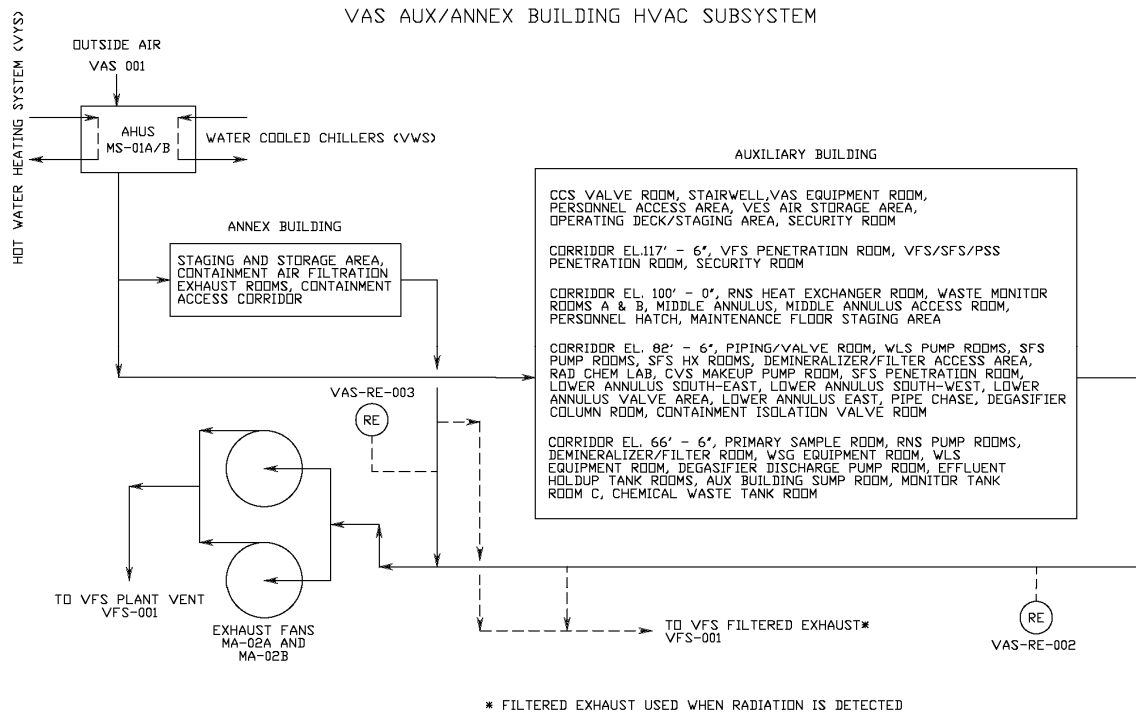 VAS AUX/ANNEX BUILDING HVAC SUBSYSTEM
HOT WATER HEATING SYSTEM (VYS)
OUTSIDE AIR
VAS 001
AHUS
MS-01A/B
WATER COOLED CHILLERS (VWS)
ANNEX BUILDING
STAGING AND STORAGE AREA,
CONTAINMENT AIR FILTRATION
EXHAUST ROOMS, CONTAINMENT
ACCESS CORRIDOR
AUXILIARY BUILDING
CCS VALVE ROOM, STAIRWELL,VAS EQUIPMENT ROOM,
PERSONNEL ACCESS AREA, VES AIR STORAGE AREA,
OPERATING DECK/STAGING AREA, SECURITY ROOM
CORRIDOR EL.117' - 6", VFS PENETRATION ROOM, VFS/SFS/PSS
PENETRATION ROOM, SECURITY ROOM
CORRIDOR EL. 100' - 0", RNS HEAT EXCHANGER ROOM, WASTE MONITOR
ROOMS A & B, MIDDLE ANNULUS, MIDDLE ANNULUS ACCESS ROOM,
PERSONNEL HATCH, MAINTENANCE FLOOR STAGING AREA
CORRIDOR EL. 82' - 6", PIPING/VALVE ROOM, WLS PUMP ROOMS, SFS
PUMP ROOMS, SFS HX ROOMS, DEMINERALIZER/FILTER ACCESS AREA,
RAD CHEM LAB, CVS MAKEUP PUMP ROOM, SFS PENETRATION ROOM,
LOWER ANNULUS SOUTH-EAST, LOWER ANNULUS SOUTH-WEST, LOWER
ANNULUS VALVE AREA, LOWER ANNULUS EAST, PIPE CHASE, DEGASIFIER
COLUMN ROOM, CONTAINMENT ISOLATION VALVE ROOM
CORRIDOR EL. 66' - 6", PRIMARY SAMPLE ROOM, RNS PUMP ROOMS,
DEMINERALIZER/FILTER ROOM, WSG EQUIPMENT ROOM, WLS
EQUIPMENT ROOM, DEGASIFIER DISCHARGE PUMP ROOM, EFFLUENT
HOLDUP TANK ROOMS, AUX BUILDING SUMP ROOM, MONITOR TANK
ROOM C, CHEMICAL WASTE TANK ROOM
VAS-RE-003
RE
TO VFS PLANT VENT
VFS-001
EXHAUST FANS
MA-02A AND
MA-02B
TO VFS FILTERED EXHAUST*
VFS-001
RE
VAS-RE-002
* FILTERED EXHAUST USED WHEN RADIATION IS DETECTED